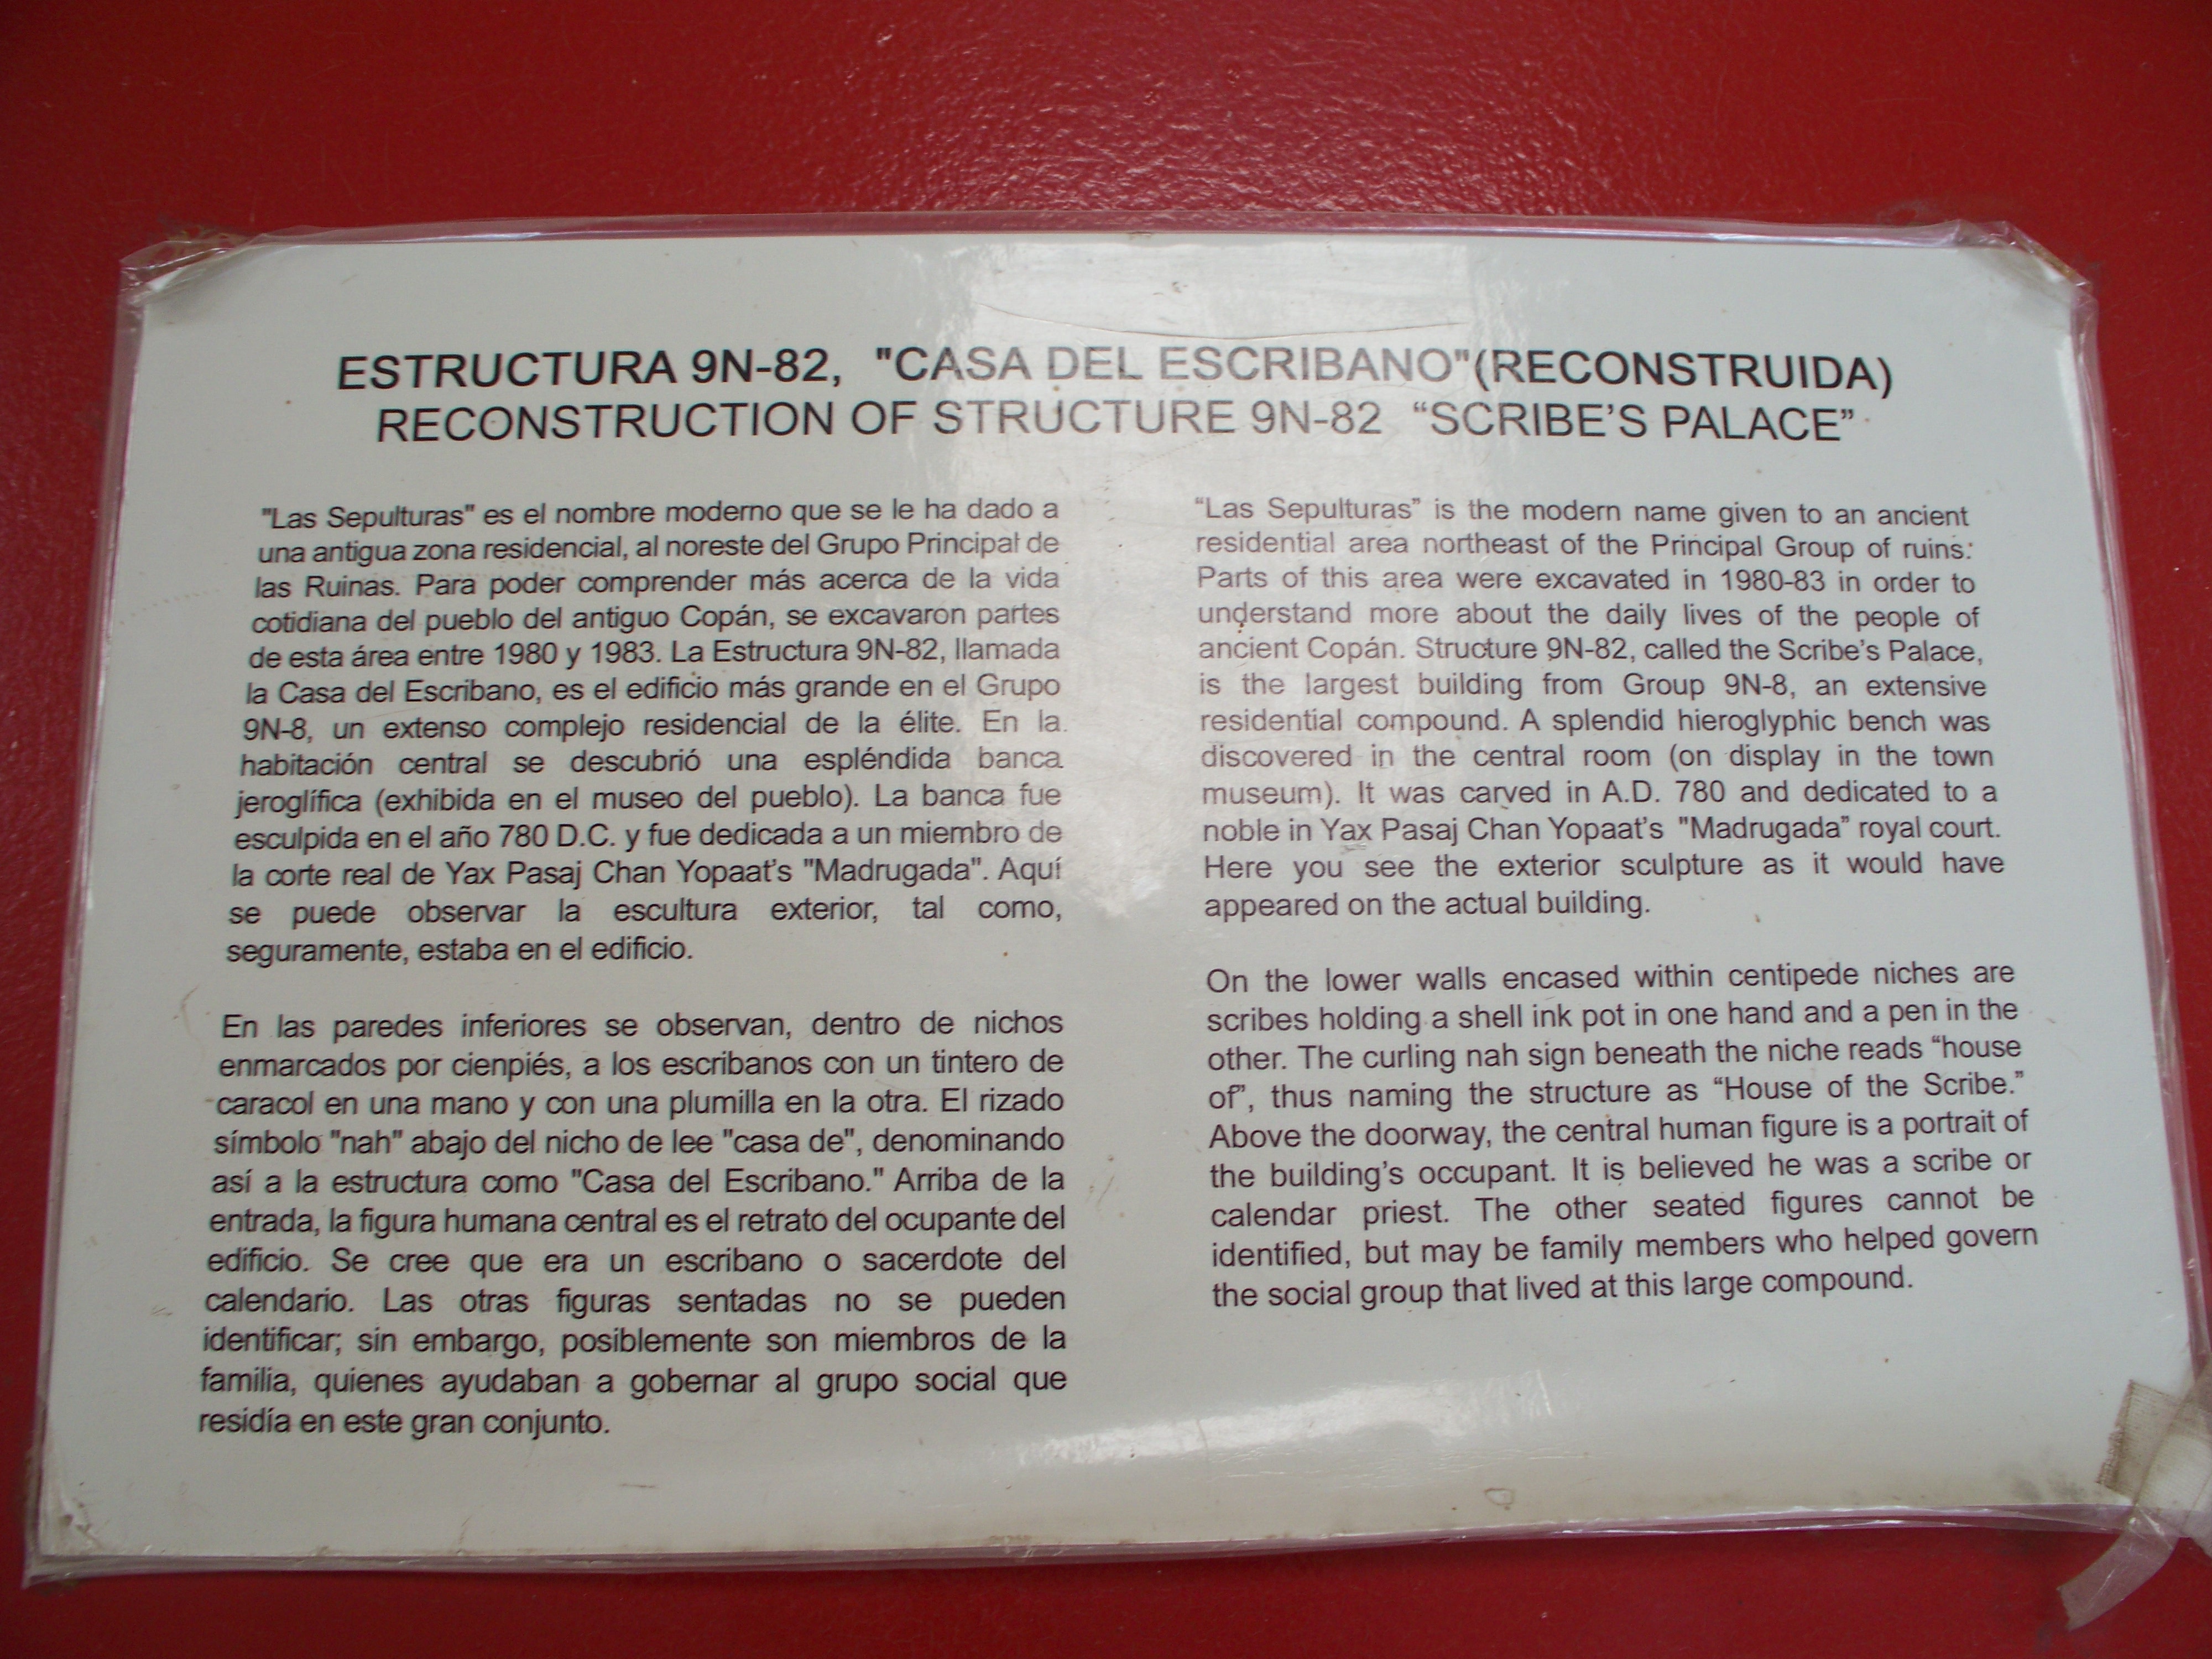 ESTRUCTURA 9N-82, "CASA DEL ESCRIBANO"(RECONSTRUIDA)
RECONSTRUCTION OF STRUCTURE 9N-82 “SCRIBE’S PALACE”
"Las Sepulturas" es el nombre moderno que se le ha dado a
una antigua zona residencial, al noreste del Grupo Principal de
las Ruinas. Para poder comprender más acerca de la vida
cotidiana del pueblo del antiguo Copán, se excavaron partes
de esta área entre 1980 y 1983. La Estructura 9N-82, llamada
la Casa del Escribano, es el edificio más grande en el Grupo
9N-8, un extenso complejo residencial de la élite. En la
habitación central se descubrió una espléndida banca
jeroglífica (exhibida en el museo del pueblo). La banca fue
esculpida en el año 780 D.C. y fue dedicada a un miembro de
la corte real de Yax Pasaj Chan Yopaat's "Madrugada". Aquí
se puede observar la escultura exterior, tal como,
seguramente, estaba en el edificio.
En las paredes inferiores se observan, dentro de nichos
enmarcados por cienpiés, a los escribanos con un tintero de
caracol en una mano y con una plumilla en la otra. El rizado
símbolo "nah" abajo del nicho de lee "casa de", denominando
así a la estructura como "Casa del Escribano." Arriba de la
entrada, la figura humana central es el retrato del ocupante del
edificio. Se cree que era un escribano o sacerdote del
calendario. Las otras figuras sentadas no se pueden
identificar; sin embargo, posiblemente son miembros de la
familia, quienes ayudaban a gobernar al grupo social que
residía en este gran conjunto.
“Las Sepulturas” is the modern name given to an ancient
residential area northeast of the Principal Group of ruins.
Parts of this area were excavated in 1980-83 in order to
understand more about the daily lives of the people of
ancient Copán. Structure 9N-82, called the Scribe’s Palace,
is the largest building from Group 9N-8, an extensive
residential compound. A splendid hieroglyphic bench was
discovered in the central room (on display in the town
museum). It was carved in A.D. 780 and dedicated to a
noble in Yax Pasaj Chan Yopaat’s "Madrugada” royal court.
Here you see the exterior sculpture as it would have
appeared on the actual building.
On the lower walls encased within centipede niches are
scribes holding a shell ink pot in one hand and a pen in the
other. The curling nah sign beneath the niche reads “house
of”, thus naming the structure as “House of the Scribe.”
Above the doorway, the central human figure is a portrait of
the building’s occupant. It is believed he was a scribe or
calendar priest. The other seated figures cannot be
identified, but may be family members who helped govern
the social group that lived at this large compound.